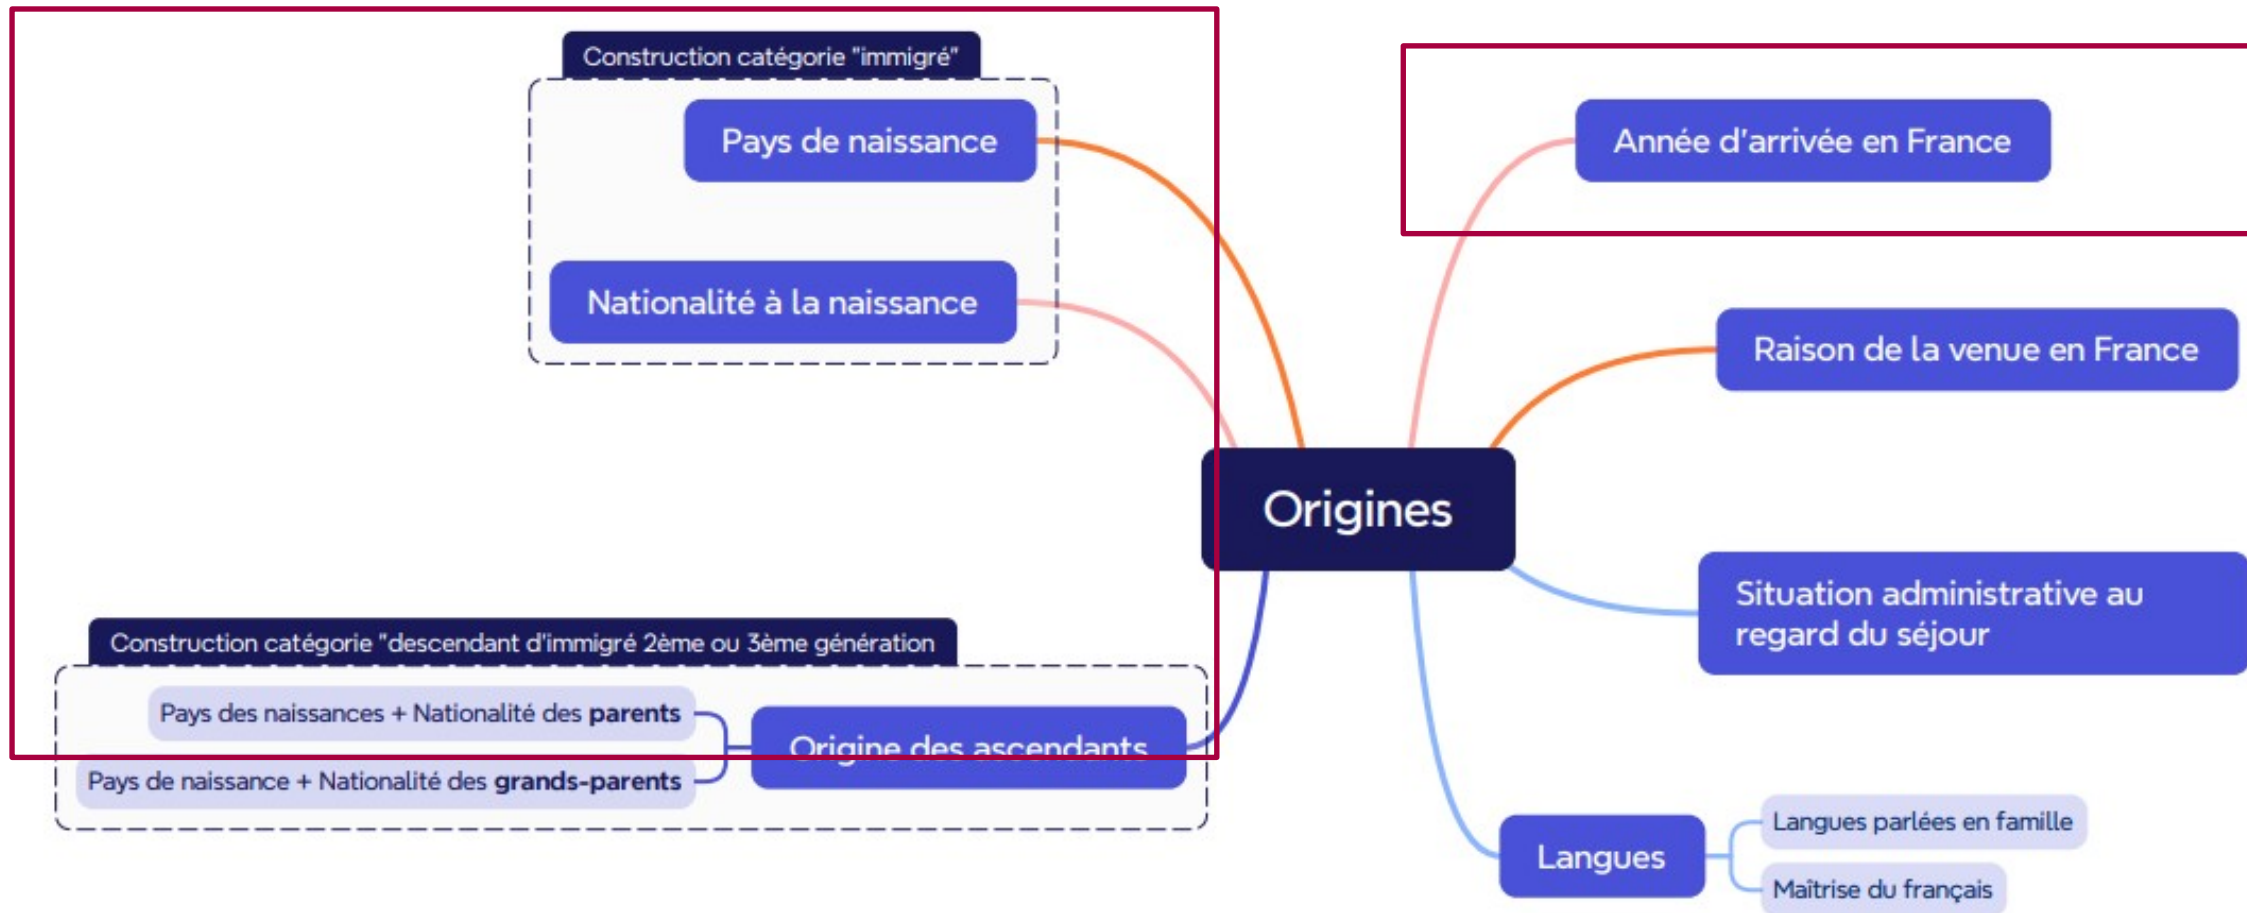 Construction catégorie "immigré"
Pays de naissance
Nationalité à la naissance
Construction catégorie "descendant d'immigré 2ème ou 3ème génération
Pays des naissances + Nationalité des parents
Pays de naissance + Nationalité des grands-parents
Origine des ascendants
Origines
Année d'arrivée en France
Raison de la venue en France
Situation administrative au
regard du séjour
Langues
Langues parlées en famille
Maîtrise du français